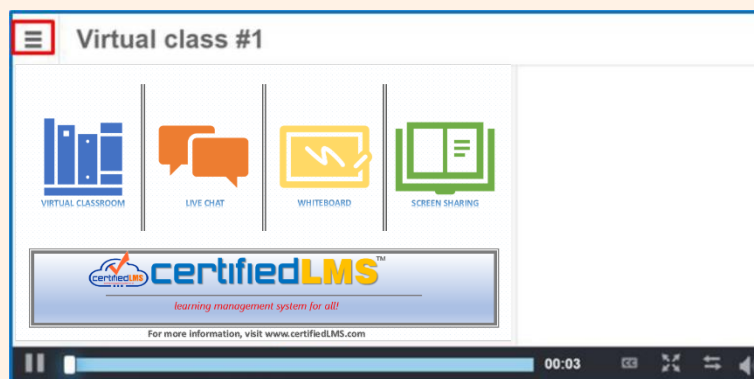 Virtual class #1
VIRTUAL CLASSROOM
LIVE CHAT
WHITEBOARD
SCREEN SHARING
certifiedLMS
certifiedLMS™
learning management system for all!
For more information, visit www.certifiedLMS.com
00:03
CC